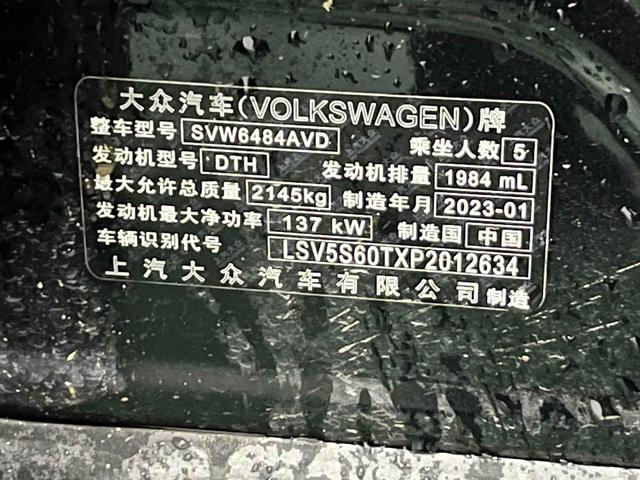 大众汽车(VOLKSWAGEN)牌
整车型号 SVW6484AVD 乘坐人数 5
发动机型号 DTH 发动机排量 1984 mL
最大允许总质量 2145kg 制造年月 2023-01
发动机最大净功率 137 kW 制造国 中国
车辆识别代号 LSV5S60TXP2012634
上汽大众汽车有限公司 制造